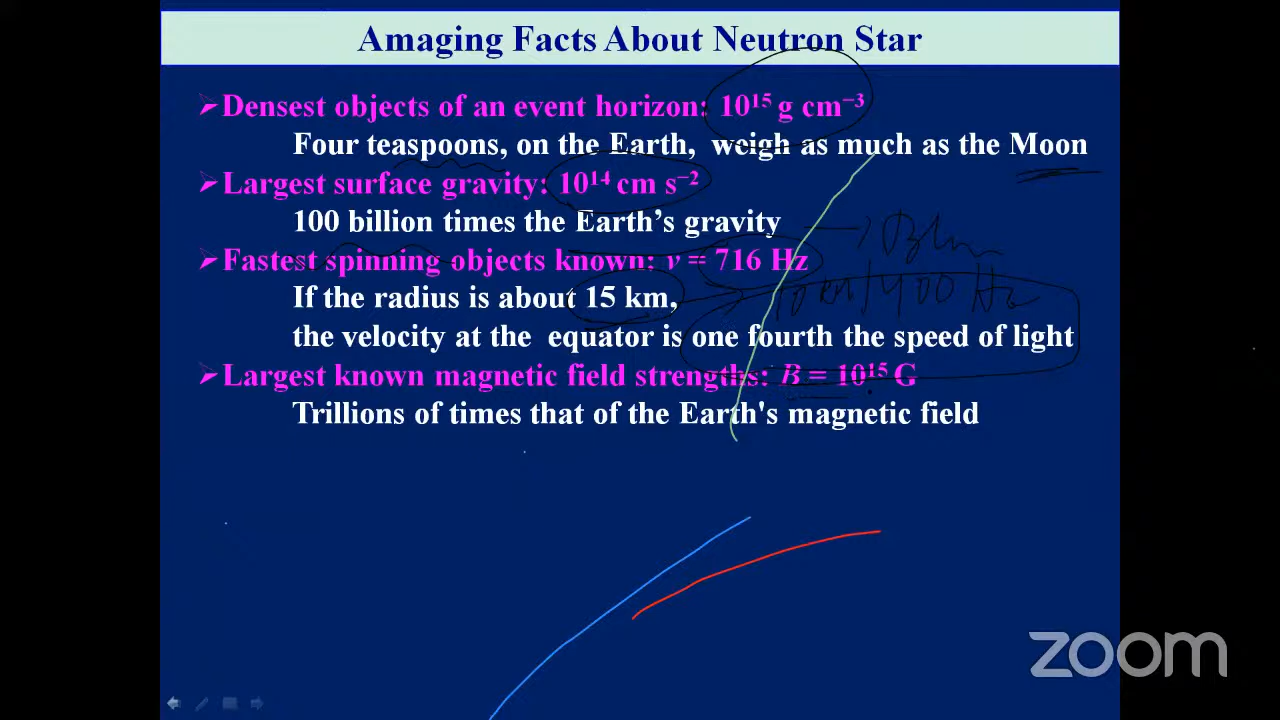 Amaging Facts About Neutron Star
➢Densest objects of an event horizon: 10¹⁵ g cm⁻³
Four teaspoons, on the Earth, weigh as much as the Moon
➢Largest surface gravity: 10¹⁴ cm s⁻²
100 billion times the Earth's gravity
➢Fastest spinning objects known: ν = 716 Hz
If the radius is about 15 km,
10 km 1400 Hz
the velocity at the equator is one fourth the speed of light
➢Largest known magnetic field strengths: B = 10¹⁵ G
Trillions of times that of the Earth's magnetic field
zoom